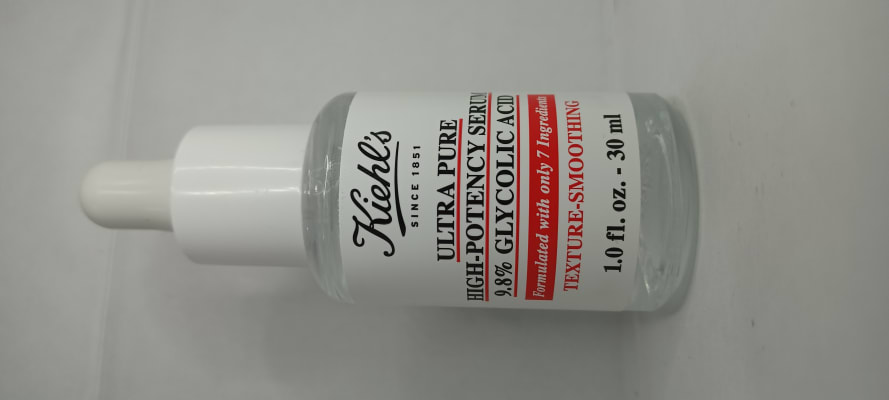 Kiehl's
SINCE 1851
ULTRA PURE
HIGH-POTENCY SERUM
9.8% GLYCOLIC ACID
Formulated with only 7 Ingredients
TEXTURE-SMOOTHING
1.0 fl. oz. - 30 ml